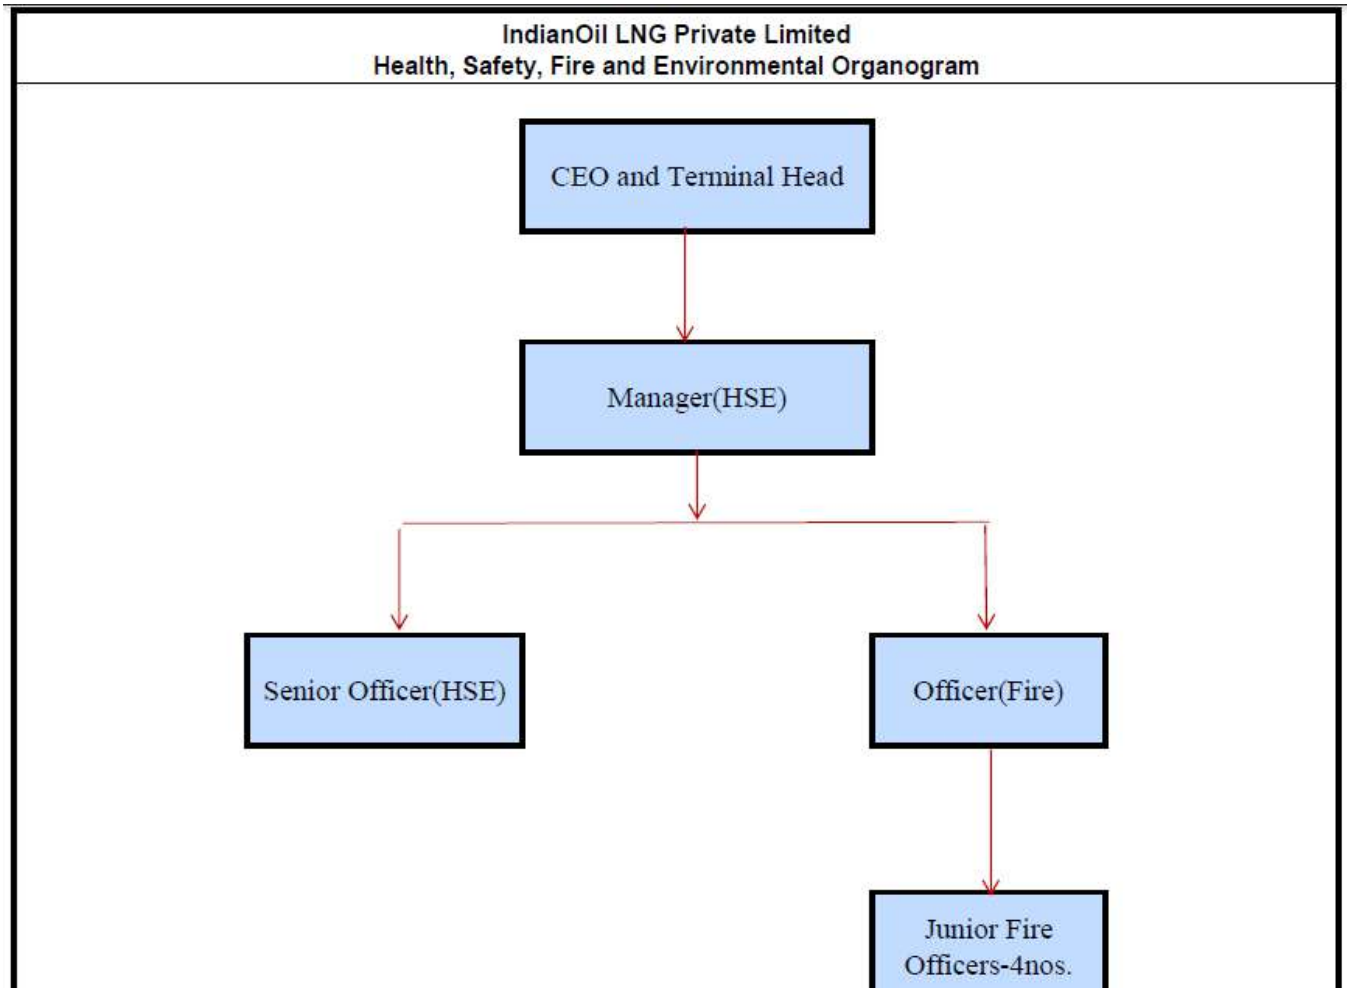 IndianOil LNG Private Limited
Health, Safety, Fire and Environmental Organogram
CEO and Terminal Head
Manager(HSE)
Senior Officer(HSE)
Officer(Fire)
Junior Fire
Officers-4nos.